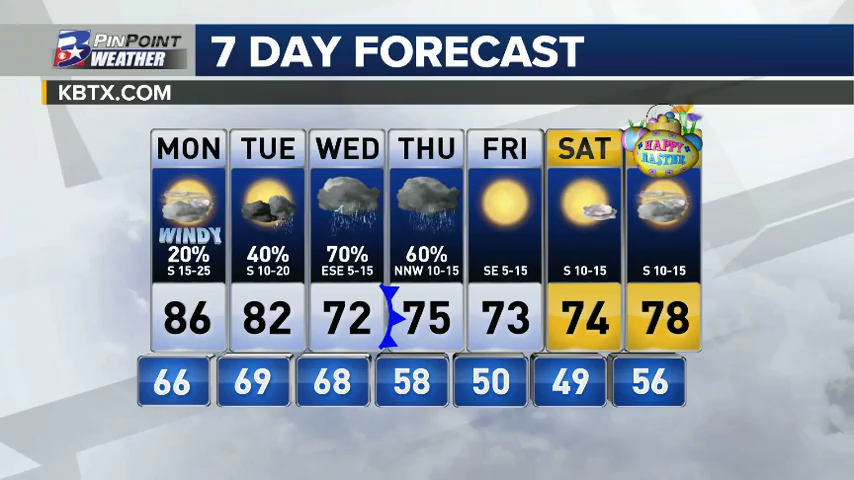 B PINPOINT
WEATHER
7 DAY FORECAST
KBTX.COM
MON TUE WED THU FRI SAT HAPPY EASTER
WINDY
20% 40% 70% 60%
S 15-25 S 10-20 ESE 5-15 NNW 10-15 SE 5-15 S 10-15 S 10-15
86 82 72 75 73 74 78
66 69 68 58 50 49 56